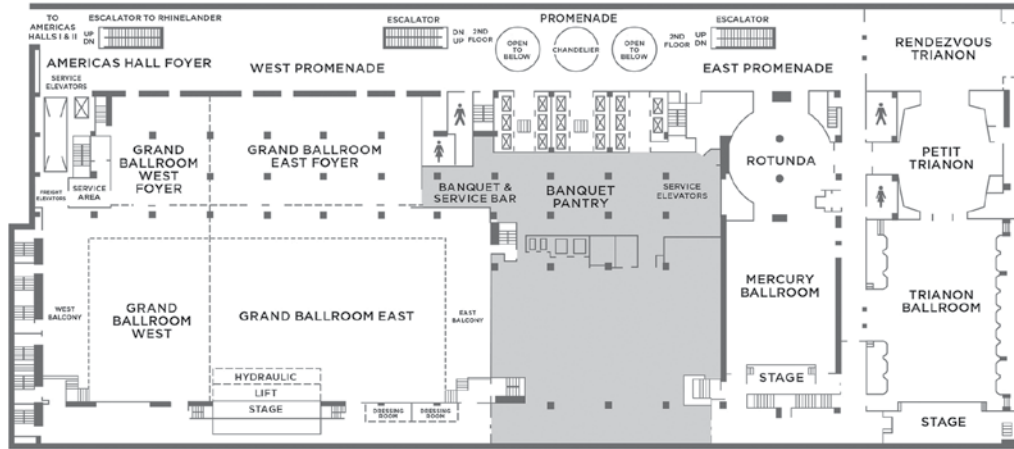 TO
AMERICAS
HALLS I & II
ESCALATOR TO RHINELANDER
UP
DN
AMERICAS HALL FOYER
SERVICE
ELEVATORS
WEST PROMENADE
ESCALATOR
DN
UP
2ND
FLOOR
PROMENADE
OPEN
TO
BELOW
CHANDELIER
OPEN
TO
BELOW
2ND
FLOOR
UP
DN
ESCALATOR
EAST PROMENADE
RENDEZVOUS
TRIANON
GRAND
BALLROOM
WEST
FOYER
GRAND BALLROOM
EAST FOYER
FREIGHT
ELEVATORS
SERVICE
AREA
BANQUET &
SERVICE BAR
BANQUET
PANTRY
SERVICE
ELEVATORS
ROTUNDA
PETIT
TRIANON
WEST
BALCONY
GRAND
BALLROOM
WEST
GRAND BALLROOM EAST
EAST
BALCONY
MERCURY
BALLROOM
TRIANON
BALLROOM
HYDRAULIC
LIFT
STAGE
DRESSING
ROOM
DRESSING
ROOM
STAGE
STAGE